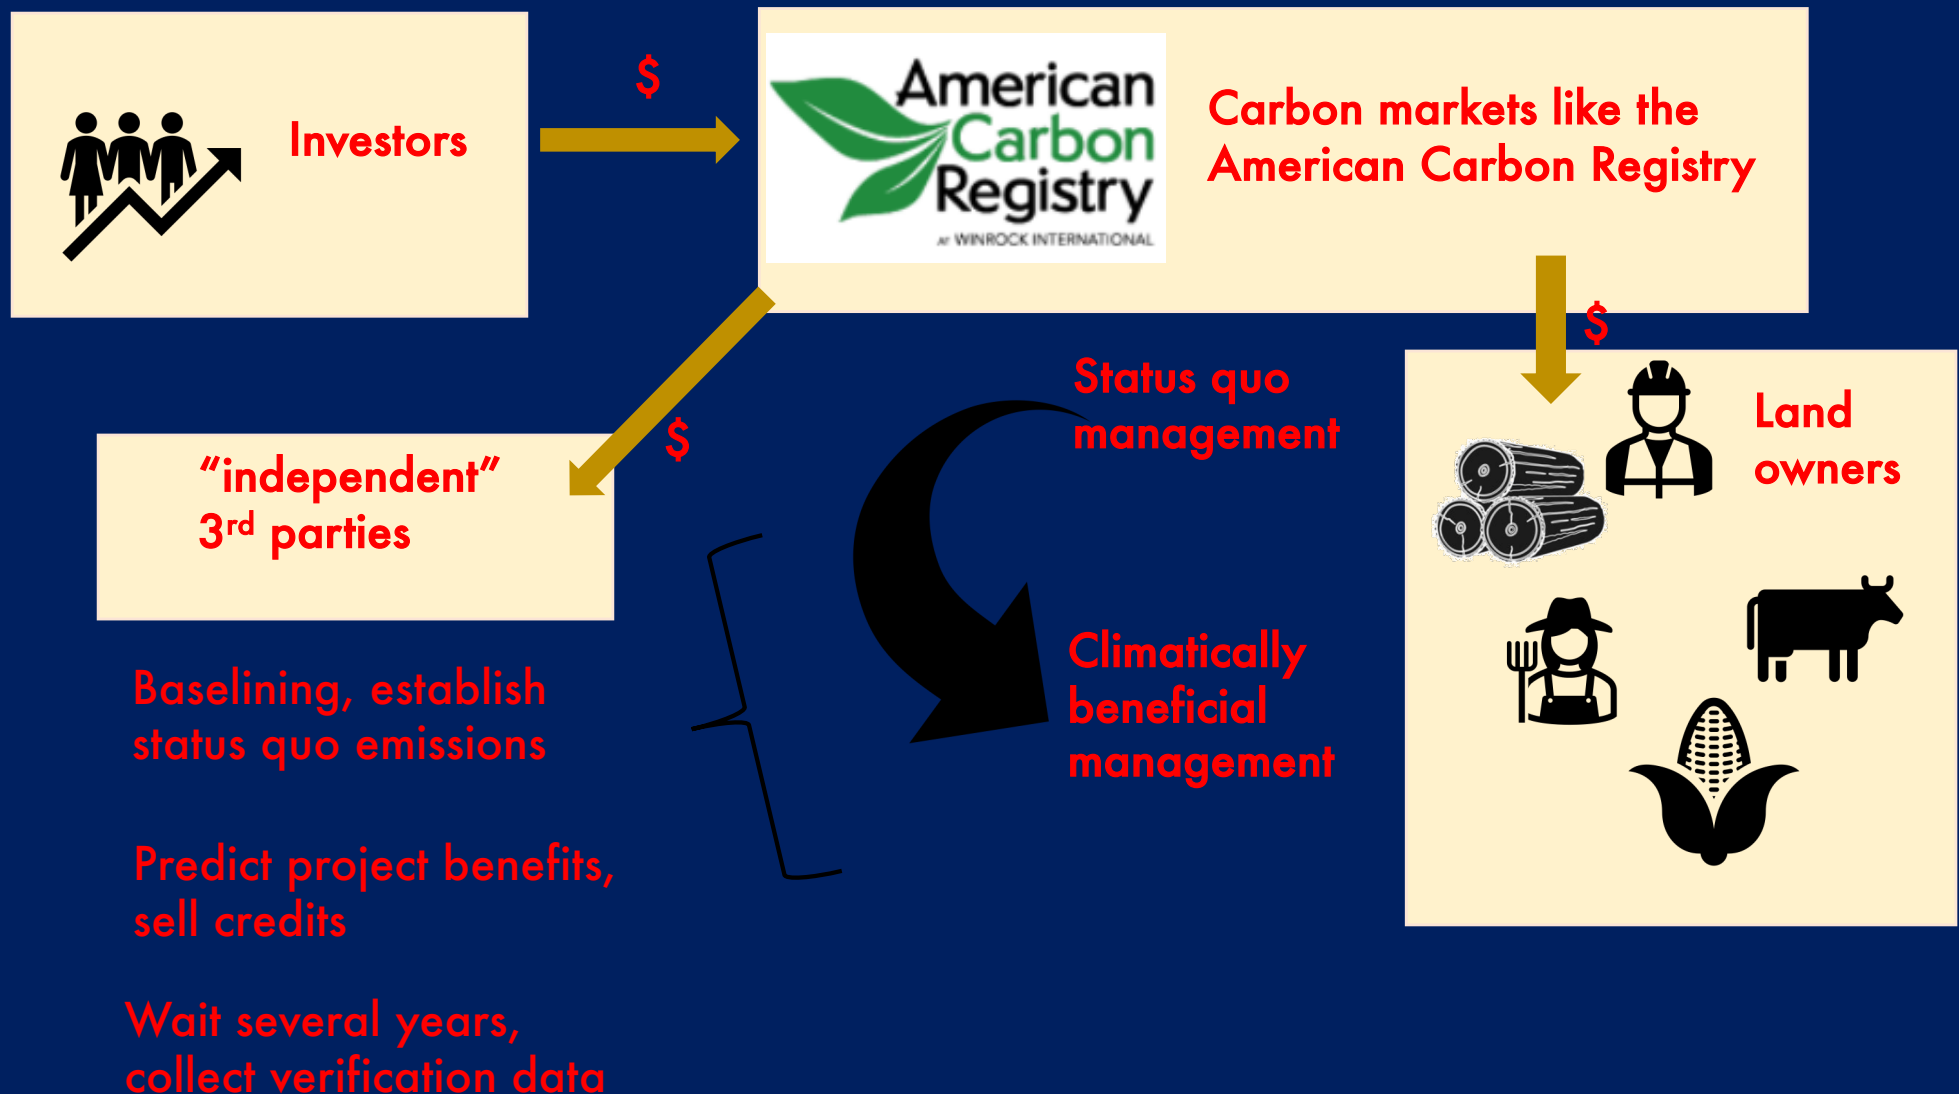 Investors
$
American
Carbon
Registry
AT WINROCK INTERNATIONAL
Carbon markets like the
American Carbon Registry
$
$
Status quo
management
Land
owners
“independent”
3rd parties
Climatically
beneficial
management
Baselining, establish
status quo emissions
Predict project benefits,
sell credits
Wait several years,
collect verification data